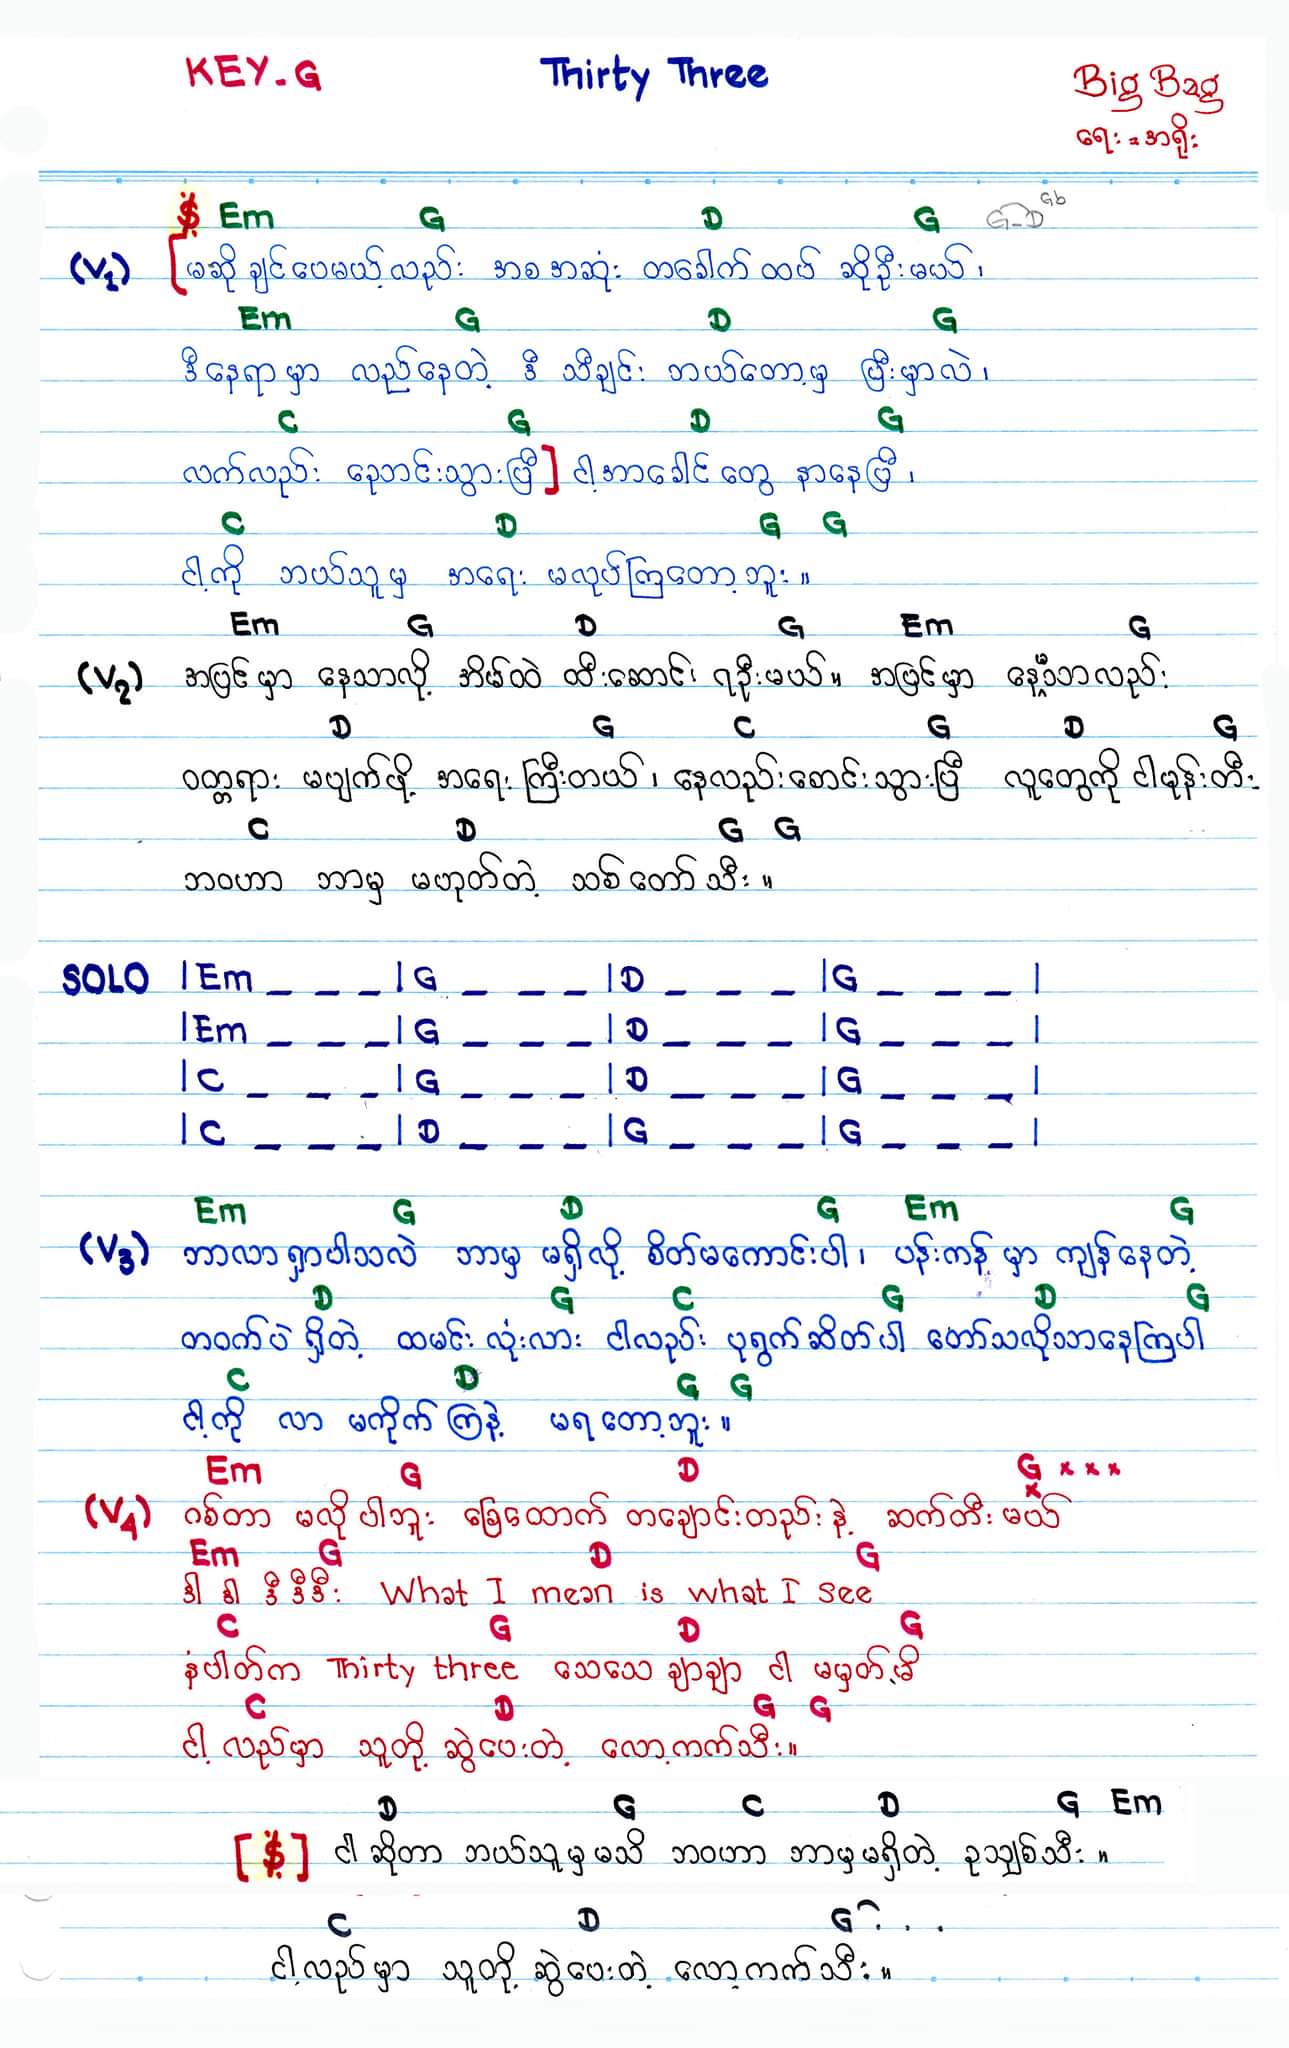 KEY-G Thirty Three Big Bag
ရေး = အရိုး
𝄋 Em G D G G D Gb
(V1) [မဆိုချင်ပေမယ့်လည်း အစအဆုံး တခေါက်ထပ် ဆိုဦးမယ်၊
Em G D G
ဒီနေရာမှာ လည်နေတဲ့ ဒီ သီချင်း ဘယ်တော့မှ ပြီးမှာလဲ၊
C G D G
လက်လည်း ညောင်းသွားပြီ] ငါ့အာခေါင်တွေ နာနေပြီ၊
C D G G
ငါ့ကို ဘယ်သူမှ အရေး မလုပ်ကြတော့ဘူး။
Em G D G Em G
(V2) အပြင်မှာ နေသာလို့ အိမ်ထဲ ထီးဆောင်း၊ ရဦးမယ်။ အပြင်မှာ နေဦးဘလည်း
D G C G D G
ဝတ္တရား မပျက်ဖို့ အရေးကြီးတယ်၊ နေလည်းစောင်းသွားပြီ လူတွေကို ငါမုန်းတီး
C D G G
ဘဝဟာ ဘာမှ မဟုတ်တဲ့ သစ်တော်သီး။
SOLO |Em _ _ _|G _ _ _|D _ _ _|G _ _ _|
|Em _ _ _|G _ _ _|D _ _ _|G _ _ _|
|C _ _ _|G _ _ _|D _ _ _|G _ _ _|
|C _ _ _|D _ _ _|G _ _ _|G _ _ _|
Em G D G Em G
(V3) ဘာလာရှာပါသလဲ ဘာမှ မရှိလို့ စိတ်မကောင်းပါ၊ ပန်းကန်မှာ ကျန်နေတဲ့
D G C G D G
တဝက်ပဲ ရှိတဲ့ ထမင်းလုံးလား ငါလည်း ပုရွက်ဆိတ်ပါ တော်သလိုသာနေကြပါ
C D G G
ငါ့ကို လာ မကိုက်ကြနဲ့ မရတော့ဘူး။
Em G D G x x x x
(V4) ဂစ်တာ မလိုပါဘူး ခြေထောက် တချောင်းတည်းနဲ့ ဆက်တီးမယ်
Em G D G
ဒါ ဒါ ဒီ ဒီဒီး What I mean is what I see
C G D G
နံပါတ်က Thirty three သေသေ ချာချာ ငါ မမှတ်မိ
C D G G
ငါ့ လည်မှာ သူတို့ ဆွဲပေးတဲ့ လော့ကက်သီး။
D G C D G Em
[𝄋] ငါဆိုတာ ဘယ်သူမှမသိ ဘဝဟာ ဘာမှမရှိတဲ့ ခုသျှစ်သီး။
C D G . . .
ငါ့လည်မှာ သူတို့ ဆွဲပေးတဲ့ လော့ကက်သီး။